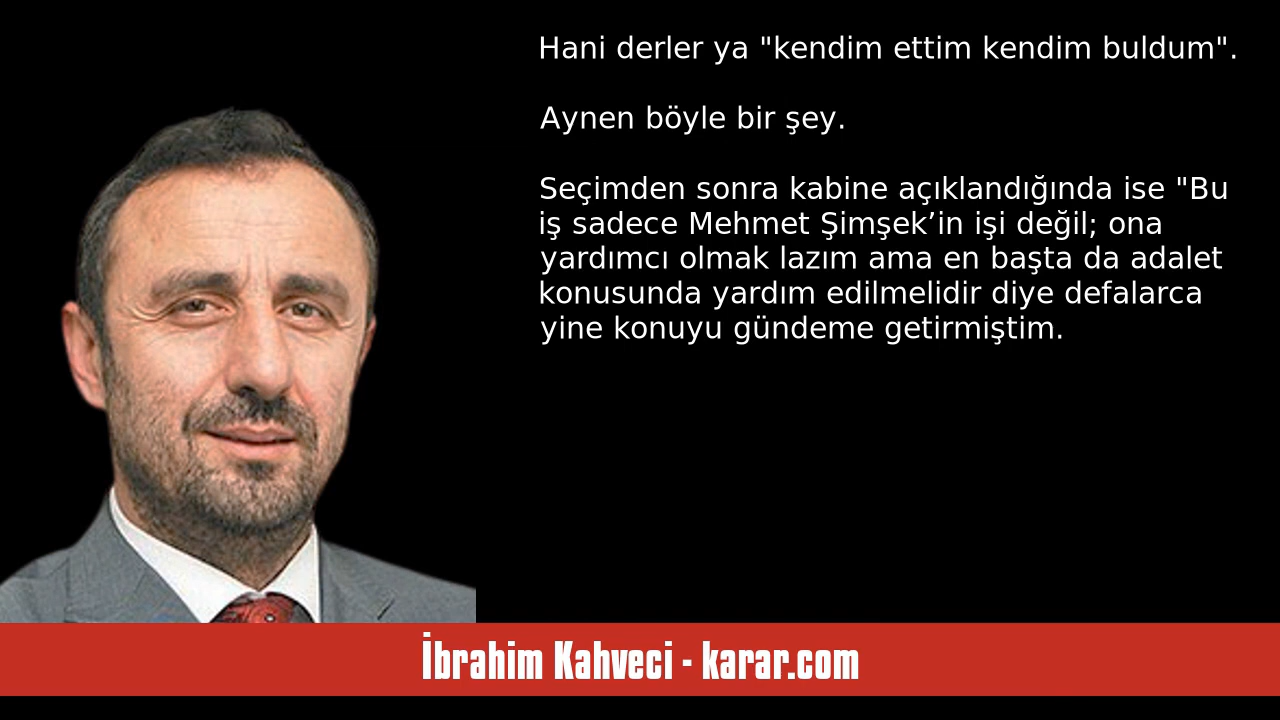 Hani derler ya "kendim ettim kendim buldum".
Aynen böyle bir şey.
Seçimden sonra kabine açıklandığında ise "Bu
iş sadece Mehmet Şimşek’in işi değil; ona
yardımcı olmak lazım ama en başta da adalet
konusunda yardım edilmelidir diye defalarca
yine konuyu gündeme getirmiştim.
İbrahim Kahveci - karar.com